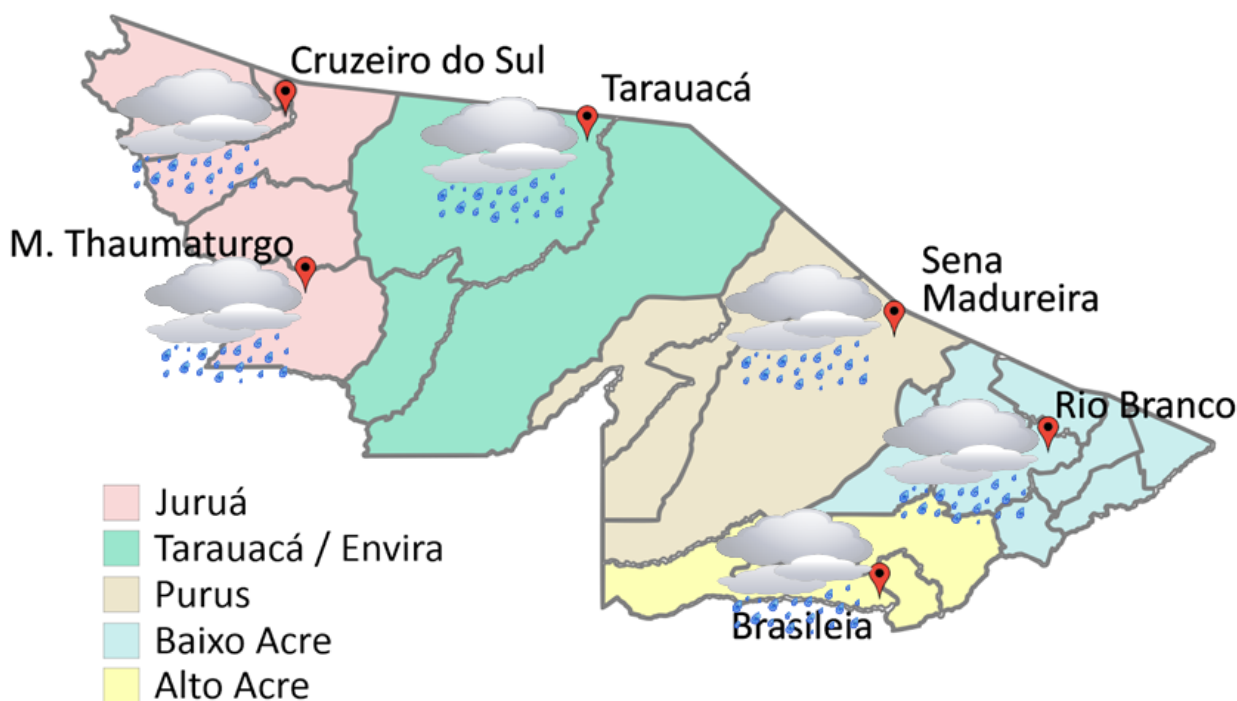 Cruzeiro do Sul
Tarauacá
M. Thaumaturgo
Sena
Madureira
Rio Branco
Brasileia
Juruá
Tarauacá / Envira
Purus
Baixo Acre
Alto Acre